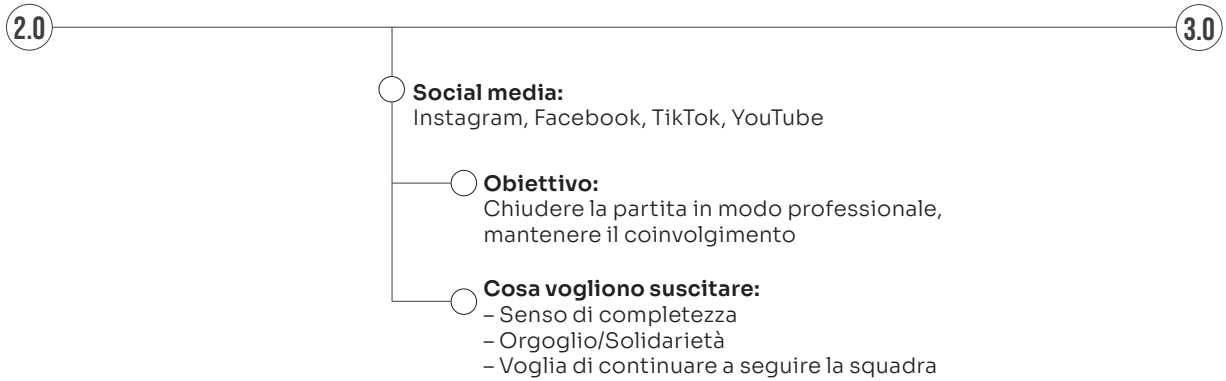 2.0
3.0
Social media:
Instagram, Facebook, TikTok, YouTube
Obiettivo:
Chiudere la partita in modo professionale,
mantenere il coinvolgimento
Cosa vogliono suscitare:
– Senso di completezza
– Orgoglio/Solidarietà
– Voglia di continuare a seguire la squadra